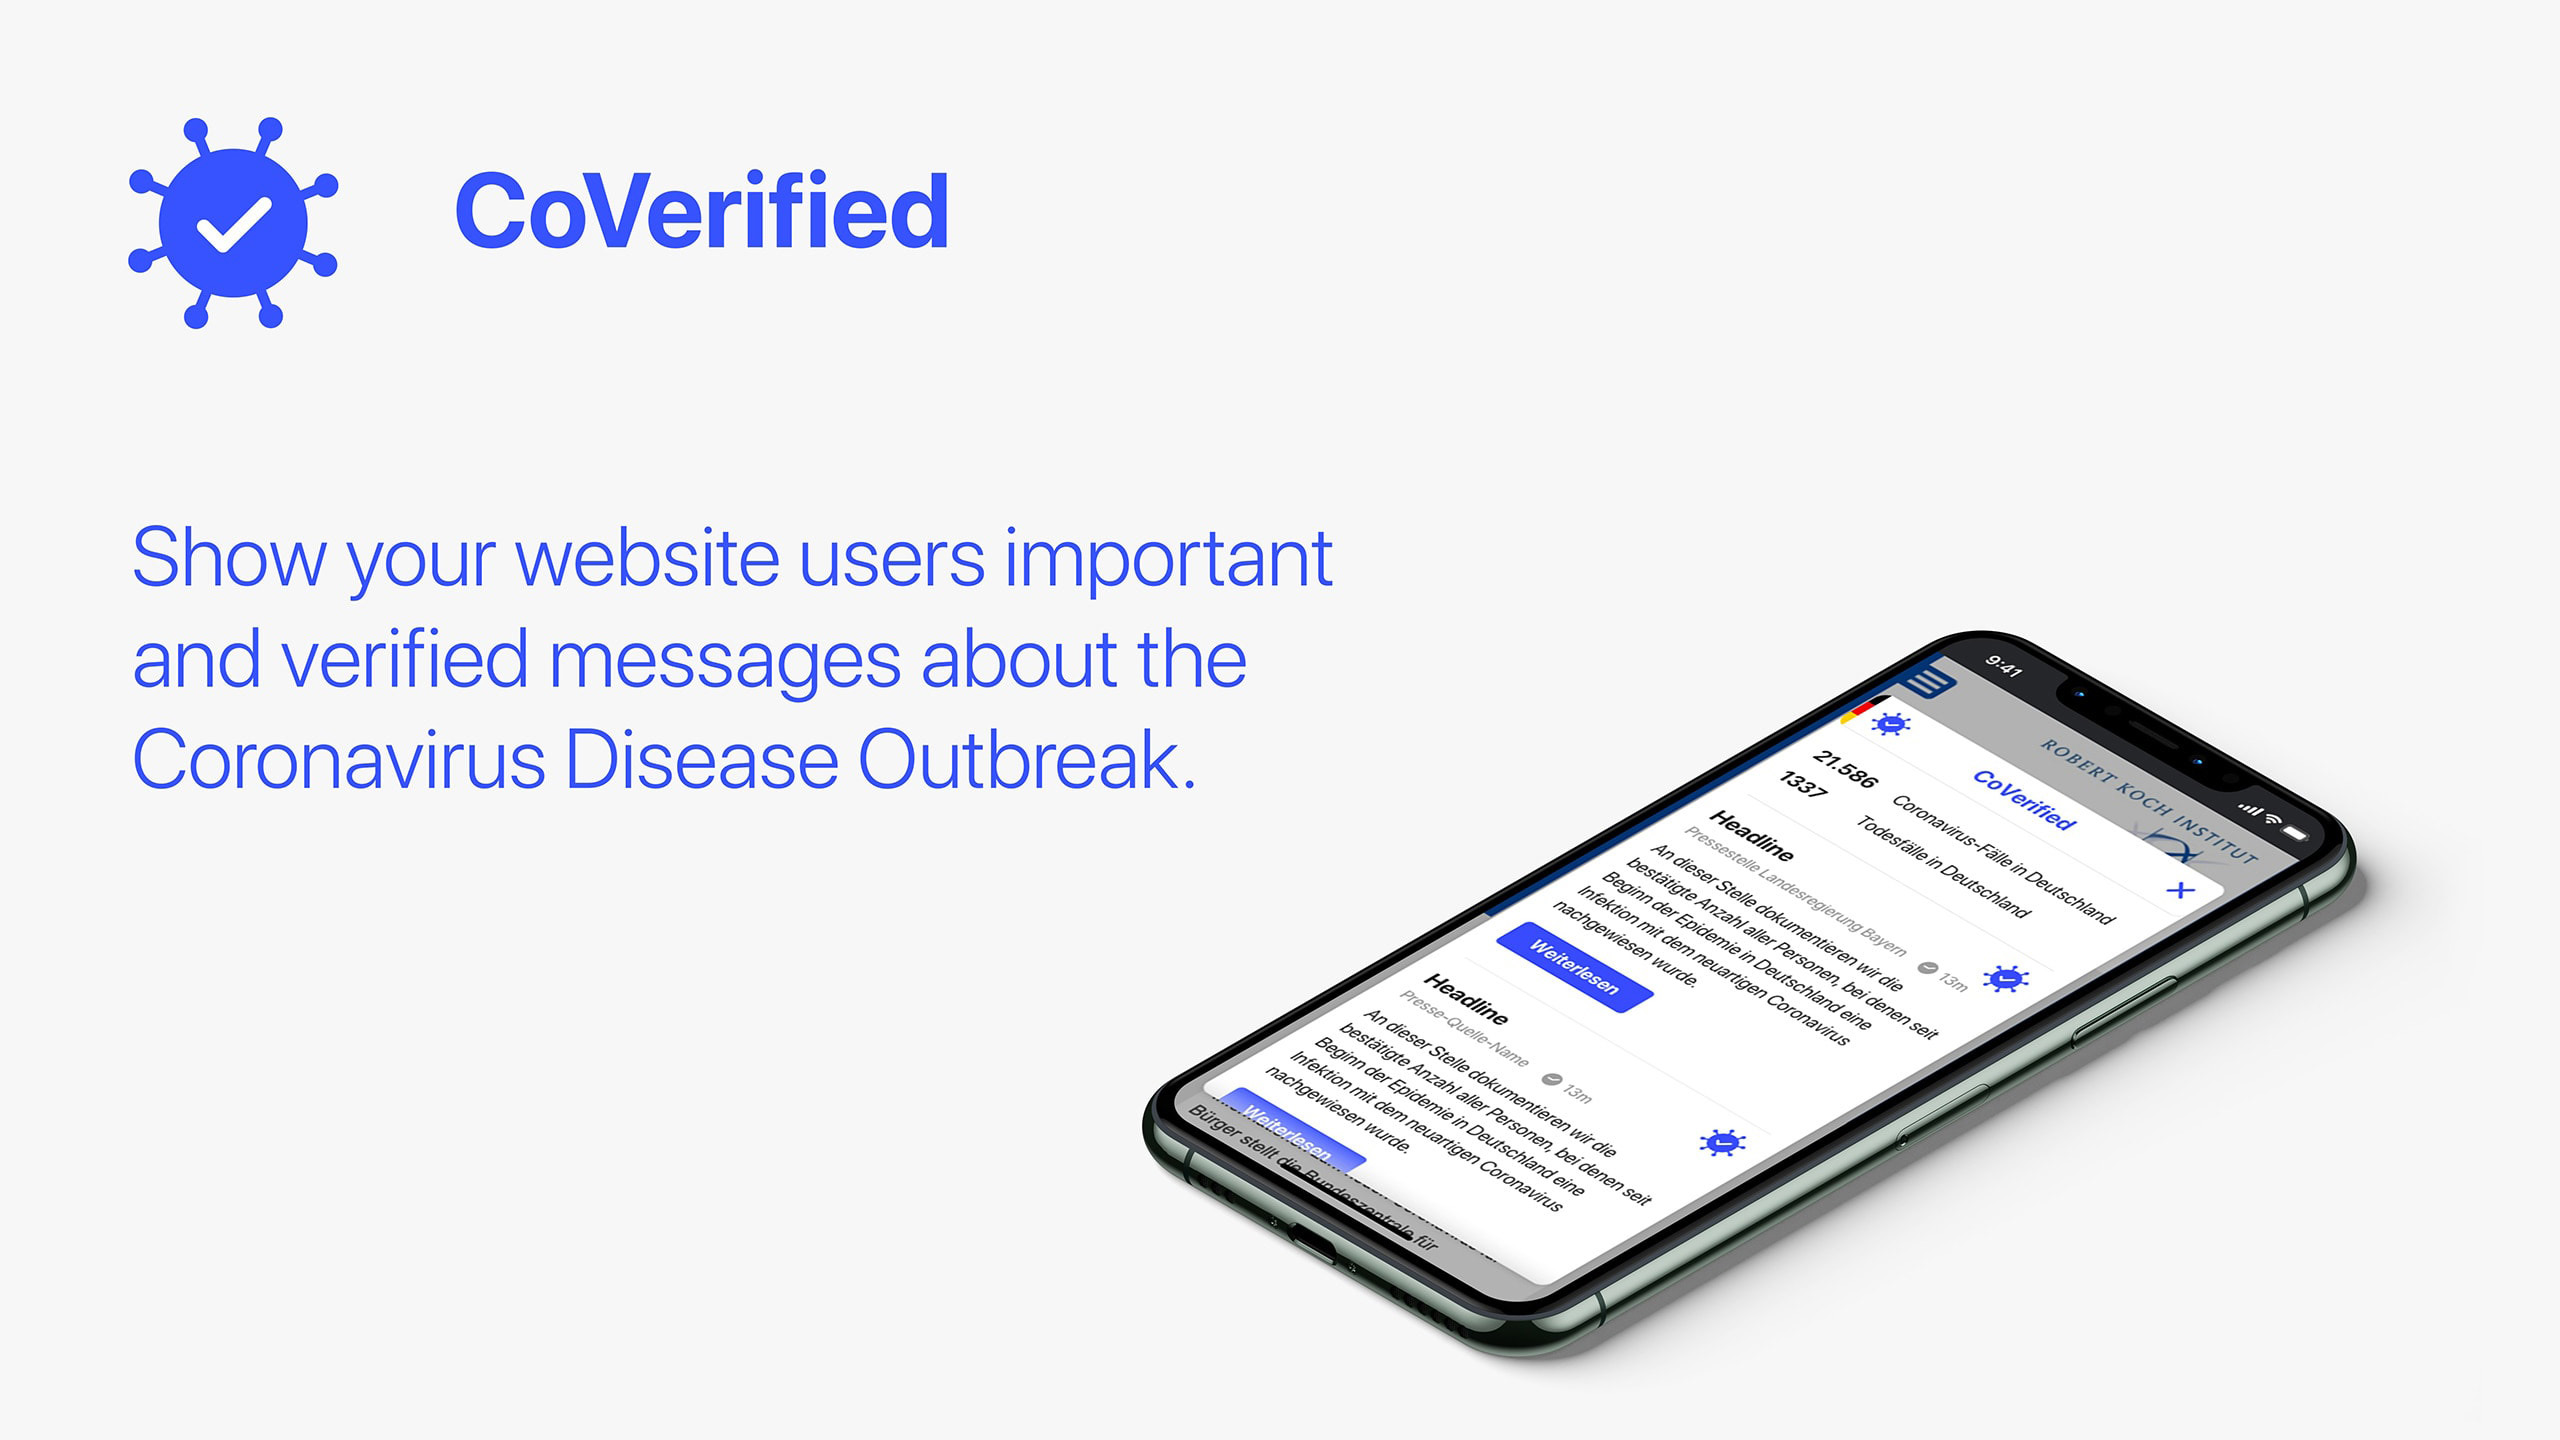 CoVerified
Show your website users important
and verified messages about the
Coronavirus Disease Outbreak.
9:41
ROBERT KOCH INSTITUT
CoVerified
21.586 Coronavirus-Fälle in Deutschland
1337 Todesfälle in Deutschland
Headline
Pressestelle Landesregierung Bayern 13m
An dieser Stelle dokumentieren wir die
bestätigte Anzahl aller Personen, bei denen seit
Beginn der Epidemie in Deutschland eine
Infektion mit dem neuartigen Coronavirus
nachgewiesen wurde.
Weiterlesen
Headline
Presse-Quelle-Name 13m
An dieser Stelle dokumentieren wir die
bestätigte Anzahl aller Personen, bei denen seit
Beginn der Epidemie in Deutschland eine
Infektion mit dem neuartigen Coronavirus
nachgewiesen wurde.
Weiterlesen
Bürger stellt die Bundeszentrale für